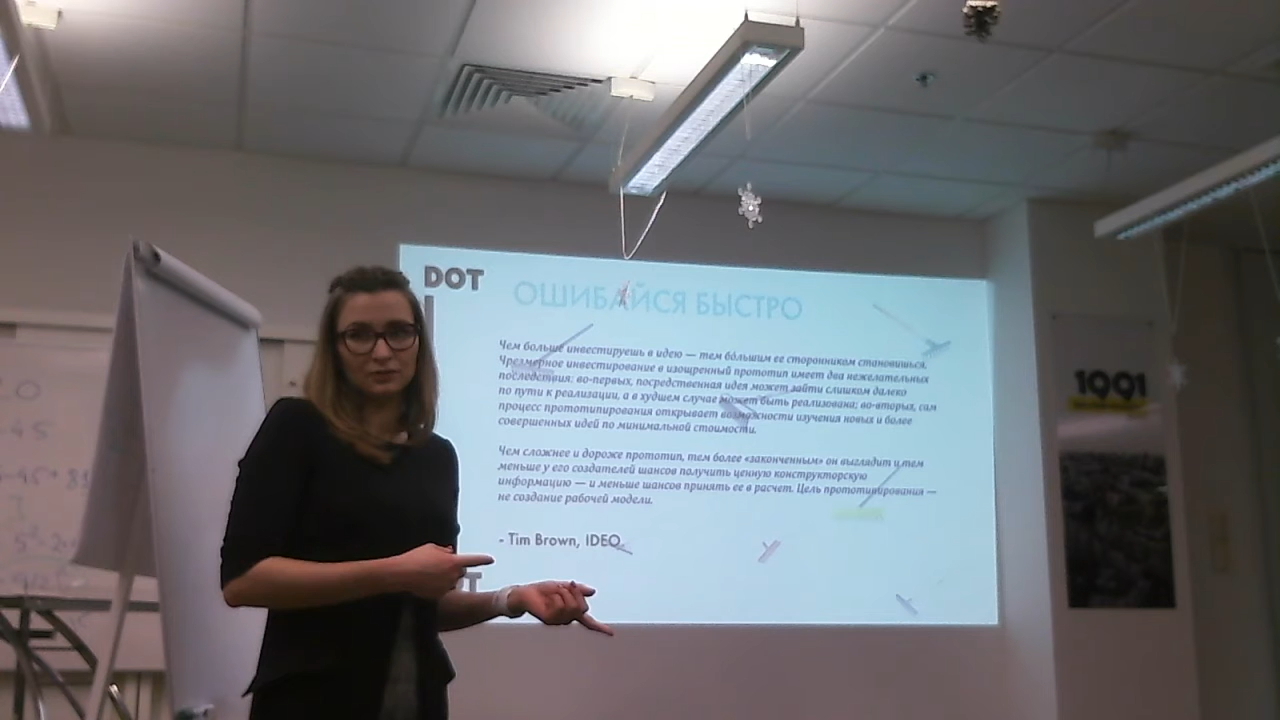 DOT
ОШИБАЙСЯ БЫСТРО
Чем больше инвестируешь в идею — тем бо́льшим ее сторонником становишься.
Чрезмерное инвестирование в изощренный прототип имеет два нежелательных
последствия: во-первых, посредственная идея может зайти слишком далеко
по пути к реализации, а в худшем случае может быть реализована; во-вторых, сам
процесс прототипирования открывает возможности изучения новых и более
совершенных идей по минимальной стоимости.
Чем сложнее и дороже прототип, тем более «законченным» он выглядит и тем
меньше у его создателей шансов получить ценную конструкторскую
информацию — и меньше шансов принять ее в расчет. Цель прототипирования —
не создание рабочей модели.
- Tim Brown, IDEO
1991